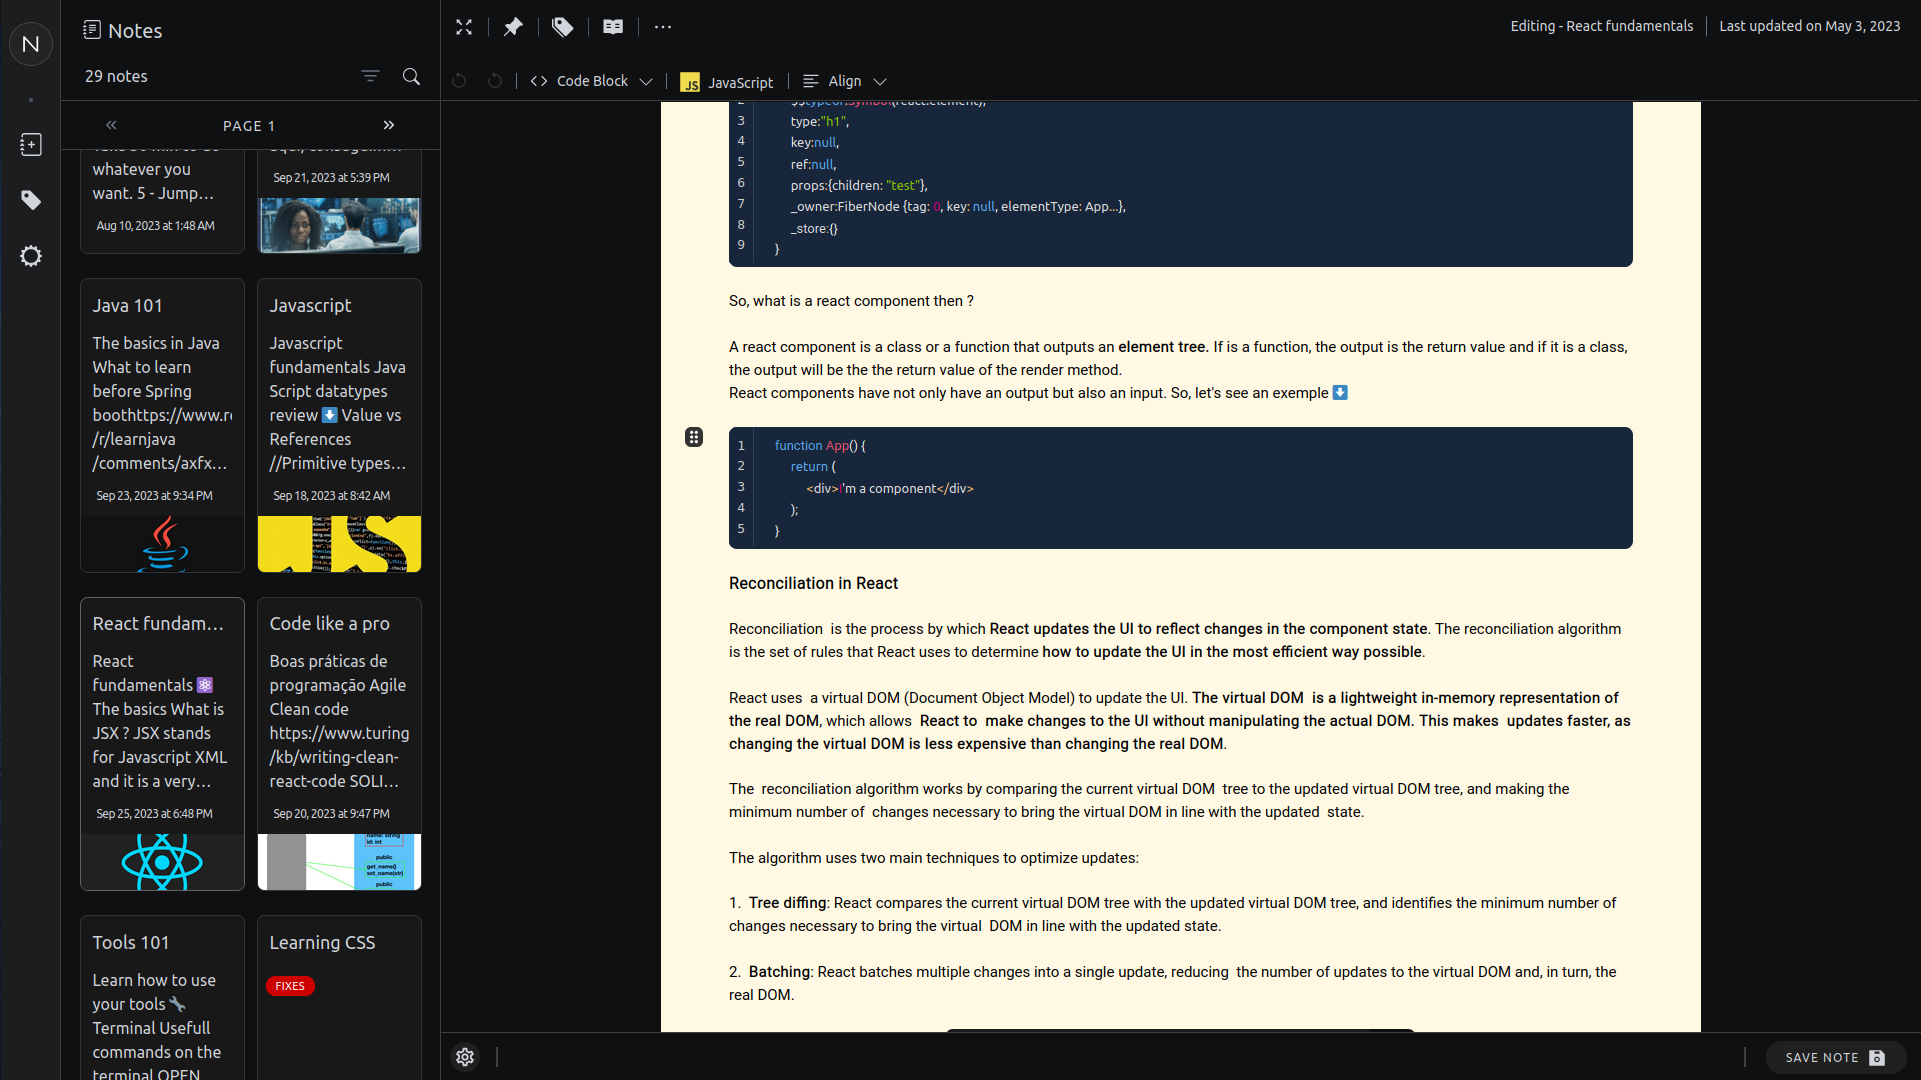 N
Notes
29 notes
PAGE 1
whatever you
want. 5 - Jump...
Aug 10, 2023 at 1:48 AM
Sep 21, 2023 at 5:39 PM
Java 101
The basics in Java
What to learn
before Spring
boothttps://www.re
/r/learnjava
/comments/axfx...
Sep 23, 2023 at 9:34 PM
Javascript
Javascript
fundamentals Java
Script datatypes
review ⬇️ Value vs
References
//Primitive types...
Sep 18, 2023 at 8:42 AM
React fundam...
React
fundamentals ⚛️
The basics What is
JSX ? JSX stands
for Javascript XML
and it is a very...
Sep 25, 2023 at 6:48 PM
Code like a pro
Boas práticas de
programação Agile
Clean code
https://www.turing
/kb/writing-clean-
react-code SOLI...
Sep 20, 2023 at 9:47 PM
name: string
id: int
public
get_name()
set_name(str)
public
Tools 101
Learn how to use
your tools 🔧
Terminal Usefull
commands on the
terminal OPEN
Learning CSS
FIXES
Editing - React fundamentals
Last updated on May 3, 2023
Code Block
JS JavaScript
Align
2 $$typeof:Symbol(react.element),
3 type:"h1",
4 key:null,
5 ref:null,
6 props:{children: "test"},
7 _owner:FiberNode {tag: 0, key: null, elementType: App...},
8 _store:{}
9 }
So, what is a react component then ?
A react component is a class or a function that outputs an element tree. If is a function, the output is the return value and if it is a class,
the output will be the the return value of the render method.
React components have not only have an output but also an input. So, let's see an exemple ⬇️
1 function App() {
2 return (
3 <div>I'm a component</div>
4 );
5 }
Reconciliation in React
Reconciliation  is the process by which React updates the UI to reflect changes in the component state. The reconciliation algorithm
is the set of rules that React uses to determine how to update the UI in the most efficient way possible.
React uses  a virtual DOM (Document Object Model) to update the UI. The virtual DOM  is a lightweight in-memory representation of
the real DOM, which allows  React to  make changes to the UI without manipulating the actual DOM. This makes  updates faster, as
changing the virtual DOM is less expensive than changing the real DOM.
The  reconciliation algorithm works by comparing the current virtual DOM  tree to the updated virtual DOM tree, and making the
minimum number of  changes necessary to bring the virtual DOM in line with the updated  state.
The algorithm uses two main techniques to optimize updates:
1.  Tree diffing: React compares the current virtual DOM tree with the updated virtual DOM tree, and identifies the minimum number of
changes necessary to bring the virtual  DOM in line with the updated state.
2.  Batching: React batches multiple changes into a single update, reducing  the number of updates to the virtual DOM and, in turn, the
real DOM.
SAVE NOTE